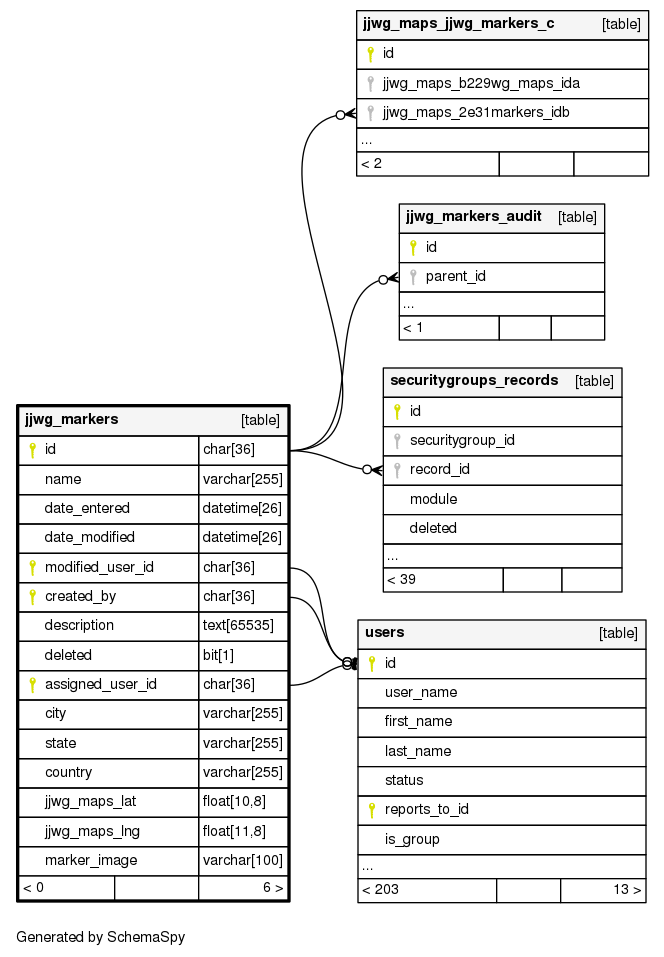 jjwg_maps_jjwg_markers_c [table]
id
jjwg_maps_b229wg_maps_ida
jjwg_maps_2e31markers_idb
...
< 2
jjwg_markers_audit [table]
id
parent_id
...
< 1
securitygroups_records [table]
id
securitygroup_id
record_id
module
deleted
...
< 39
jjwg_markers [table]
id char[36]
name varchar[255]
date_entered datetime[26]
date_modified datetime[26]
modified_user_id char[36]
created_by char[36]
description text[65535]
deleted bit[1]
assigned_user_id char[36]
city varchar[255]
state varchar[255]
country varchar[255]
jjwg_maps_lat float[10,8]
jjwg_maps_lng float[11,8]
marker_image varchar[100]
< 0 6 >
users [table]
id
user_name
first_name
last_name
status
reports_to_id
is_group
...
< 203 13 >
Generated by SchemaSpy